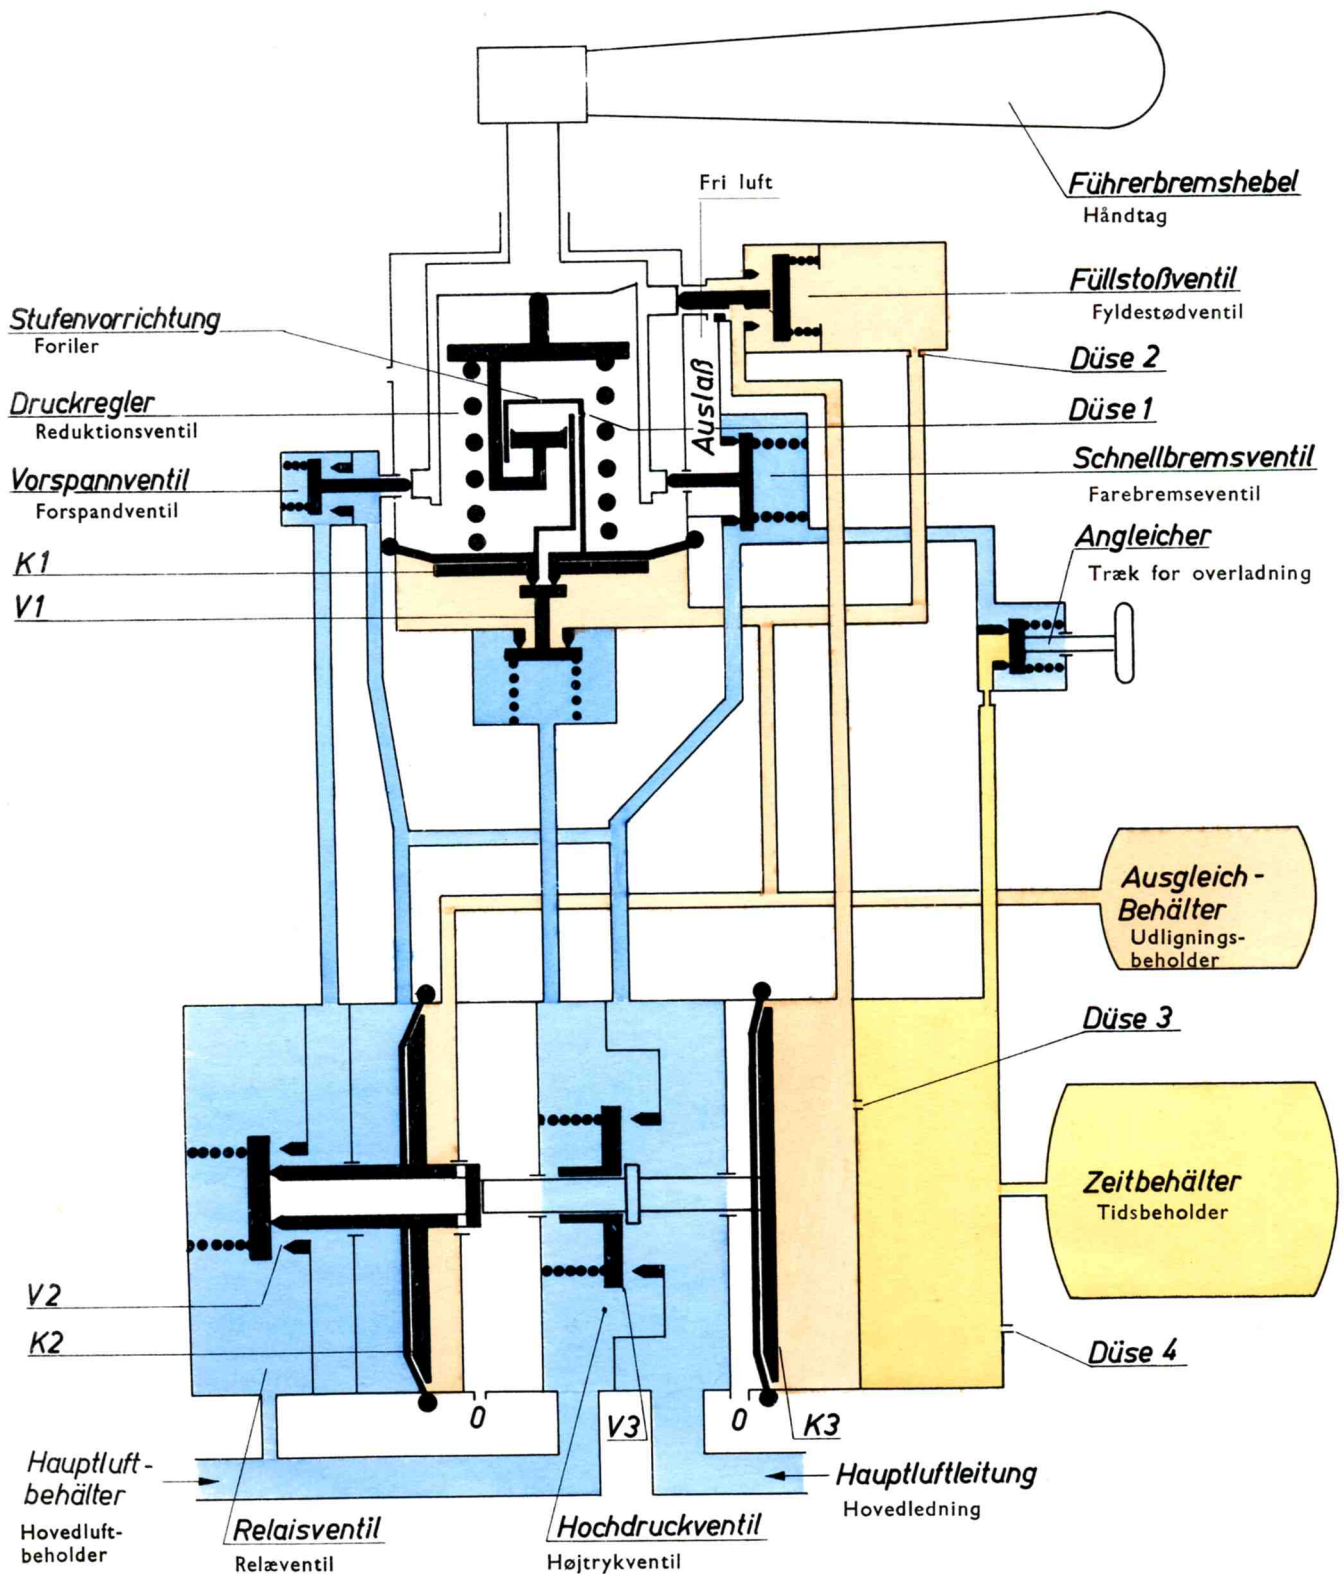 Führerbremshebel
Håndtag
Fri luft
Füllstoßventil
Fyldestødventil
Stufenvorrichtung
Foriler
Düse 2
Auslaß
Druckregler
Reduktionsventil
Düse 1
Schnellbremsventil
Farebremseventil
Vorspannventil
Forspandventil
Angleicher
Træk for overladning
K1
V1
Ausgleich-
Behälter
Udlignings-
beholder
Düse 3
Zeitbehälter
Tidsbeholder
V2
K2
Düse 4
O
V3
O
K3
Hauptluft-
behälter
Hovedluft-
beholder
Relaisventil
Relæventil
Hochdruckventil
Højtrykventil
Hauptluftleitung
Hovedledning